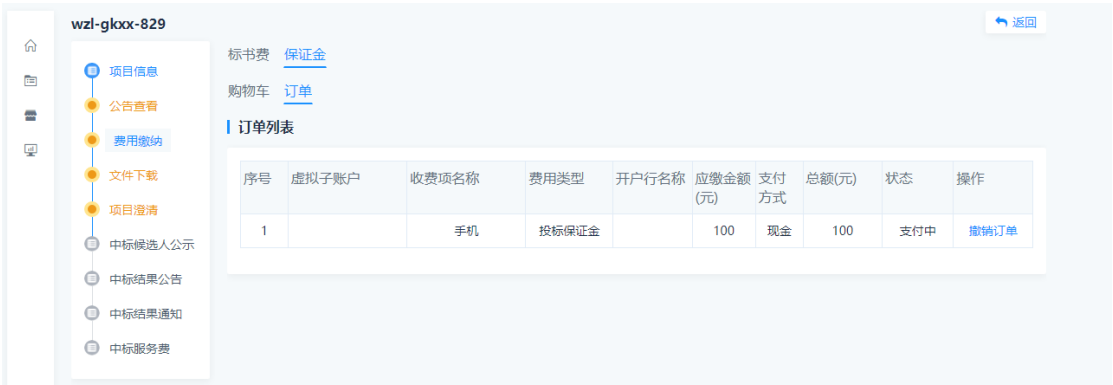 wzl-gkxx-829
返回
项目信息
公告查看
费用缴纳
文件下载
项目澄清
中标候选人公示
中标结果公告
中标结果通知
中标服务费
标书费 保证金
购物车 订单
订单列表
序号 虚拟子账户 收费项名称 费用类型 开户行名称 应缴金额(元) 支付方式 总额(元) 状态 操作
1 手机 投标保证金 100 现金 100 支付中 撤销订单